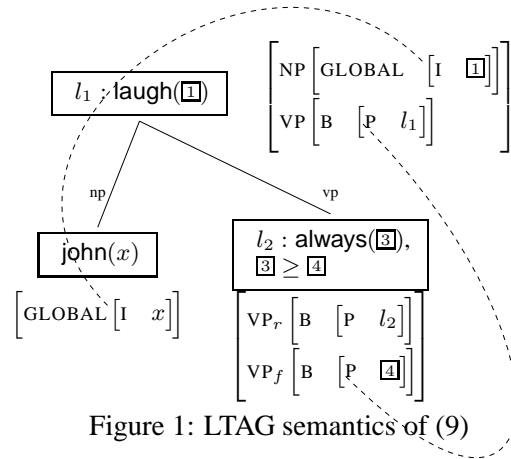 l₁ : laugh(1)
[NP [GLOBAL [I 1]]]
[VP [B [P l₁]]]
np
vp
john(x)
[GLOBAL [I x]]
l₂ : always(3),
3 ≥ 4
[VPᵣ [B [P l₂]]]
[VP_f [B [P 4]]]
Figure 1: LTAG semantics of (9)